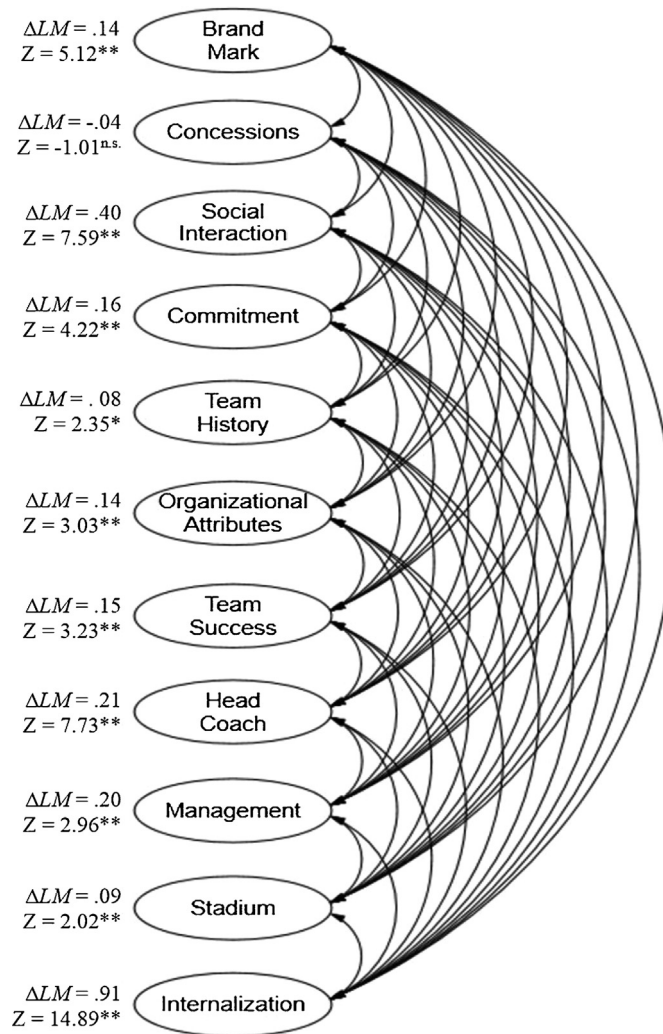 ΔLM = .14
Z = 5.12**
Brand
Mark
ΔLM = -.04
Z = -1.01n.s.
Concessions
ΔLM = .40
Z = 7.59**
Social
Interaction
ΔLM = .16
Z = 4.22**
Commitment
ΔLM = . 08
Z = 2.35*
Team
History
ΔLM = .14
Z = 3.03**
Organizational
Attributes
ΔLM = .15
Z = 3.23**
Team
Success
ΔLM = .21
Z = 7.73**
Head
Coach
ΔLM = .20
Z = 2.96**
Management
ΔLM = .09
Z = 2.02**
Stadium
ΔLM = .91
Z = 14.89**
Internalization